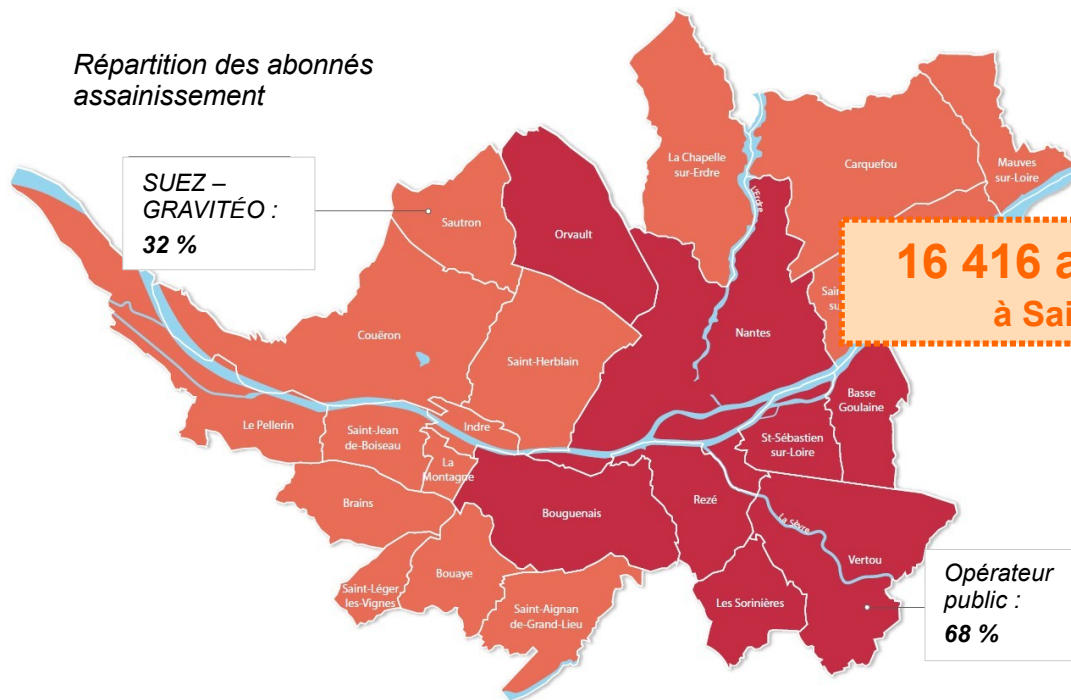 Répartition des abonnés
assainissement
SUEZ –
GRAVITÉO :
32 %
Sautron
Orvault
La Chapelle
sur-Erdre
L'Erdre
Carquefou
Mauves
sur-Loire
16 416 a
à Sai
Nantes
Couëron
Saint-Herblain
Basse
Goulaine
Le Pellerin
Saint-Jean
de-Boiseau
Indre
La
Montagne
St-Sébastien
sur-Loire
Brains
Bouguenais
Rezé
La Sèvre
Vertou
Saint-Léger
les-Vignes
Bouaye
Saint-Aignan
de-Grand-Lieu
Les Sorinières
Opérateur
public :
68 %